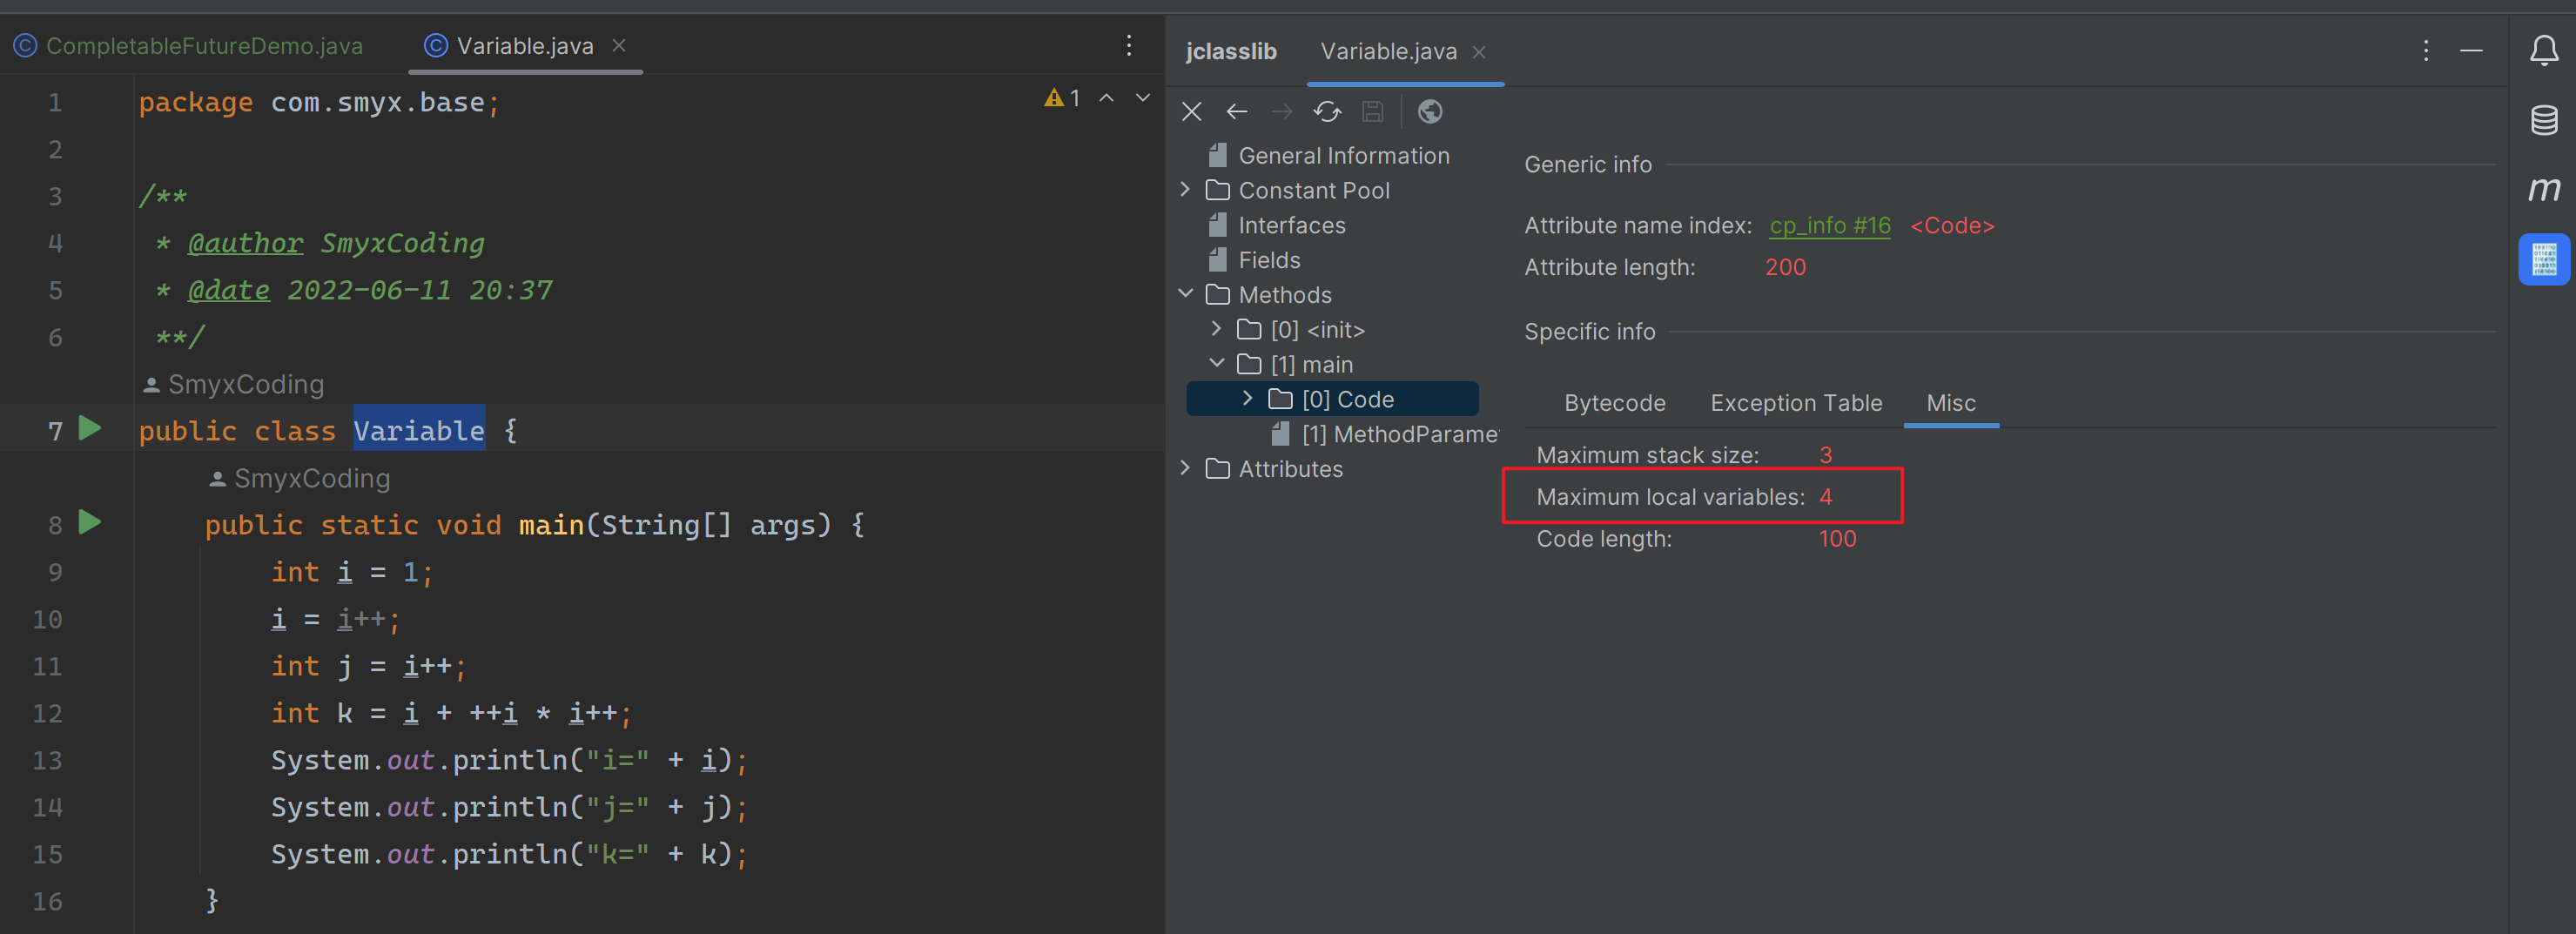 CompletableFutureDemo.java
Variable.java
1 package com.smyx.base;
1
2
3 /**
4 * @author SmyxCoding
5 * @date 2022-06-11 20:37
6 **/
SmyxCoding
7 public class Variable {
SmyxCoding
8 public static void main(String[] args) {
9 int i = 1;
10 i = i++;
11 int j = i++;
12 int k = i + ++i * i++;
13 System.out.println("i=" + i);
14 System.out.println("j=" + j);
15 System.out.println("k=" + k);
16 }
jclasslib
Variable.java
General Information
Constant Pool
Interfaces
Fields
Methods
[0] <init>
[1] main
[0] Code
[1] MethodParame
Attributes
Generic info
Attribute name index: cp_info #16 <Code>
Attribute length: 200
Specific info
Bytecode Exception Table Misc
Maximum stack size: 3
Maximum local variables: 4
Code length: 100
m